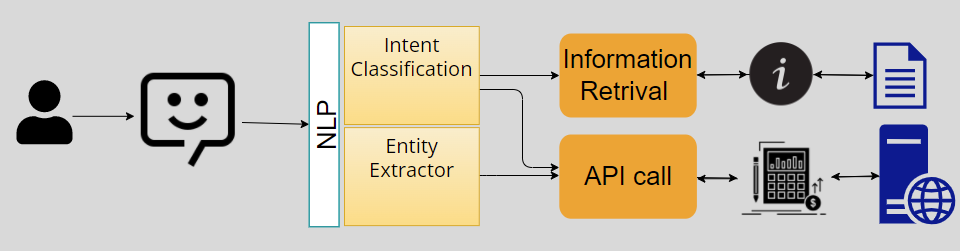 NLP
Intent
Classification
Entity
Extractor
Information
Retrival
API call
i
$